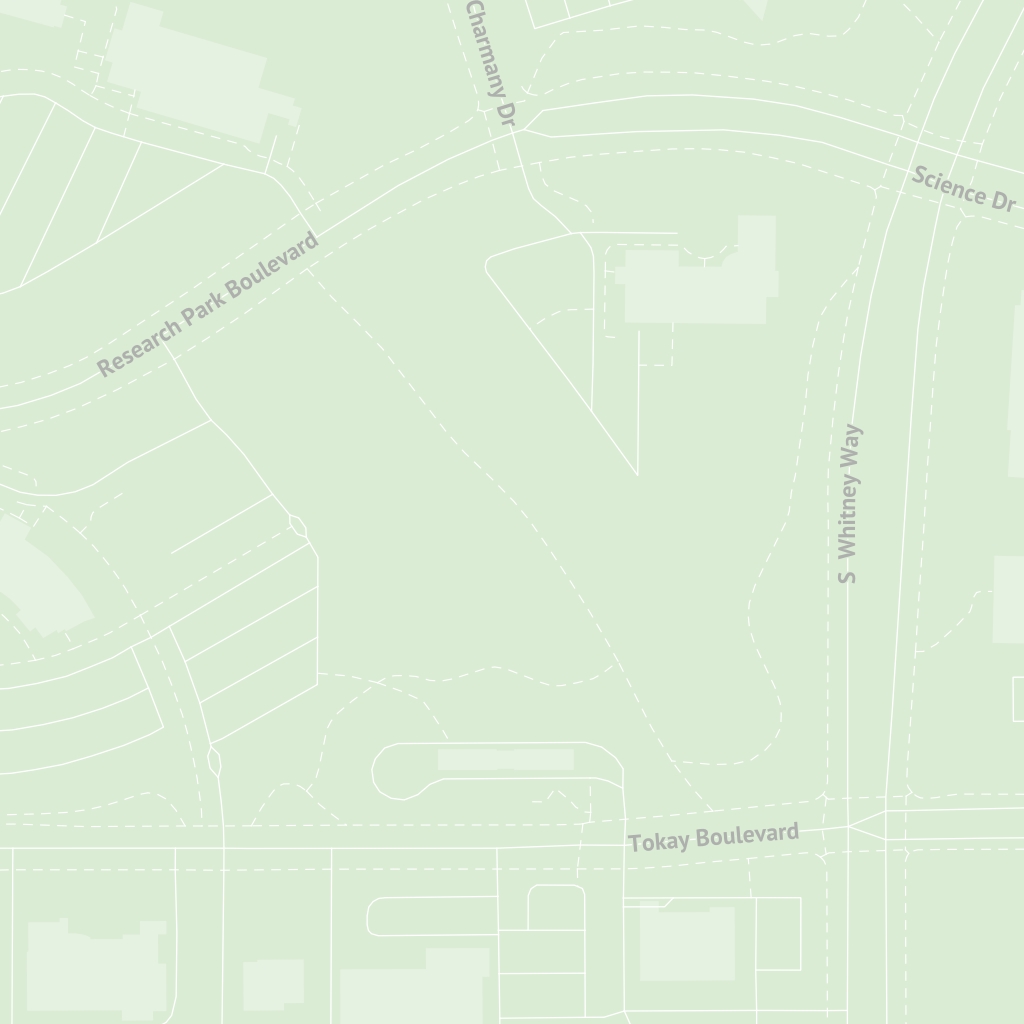 Charmany Dr
Science Dr
Research Park Boulevard
S Whitney Way
Tokay Boulevard